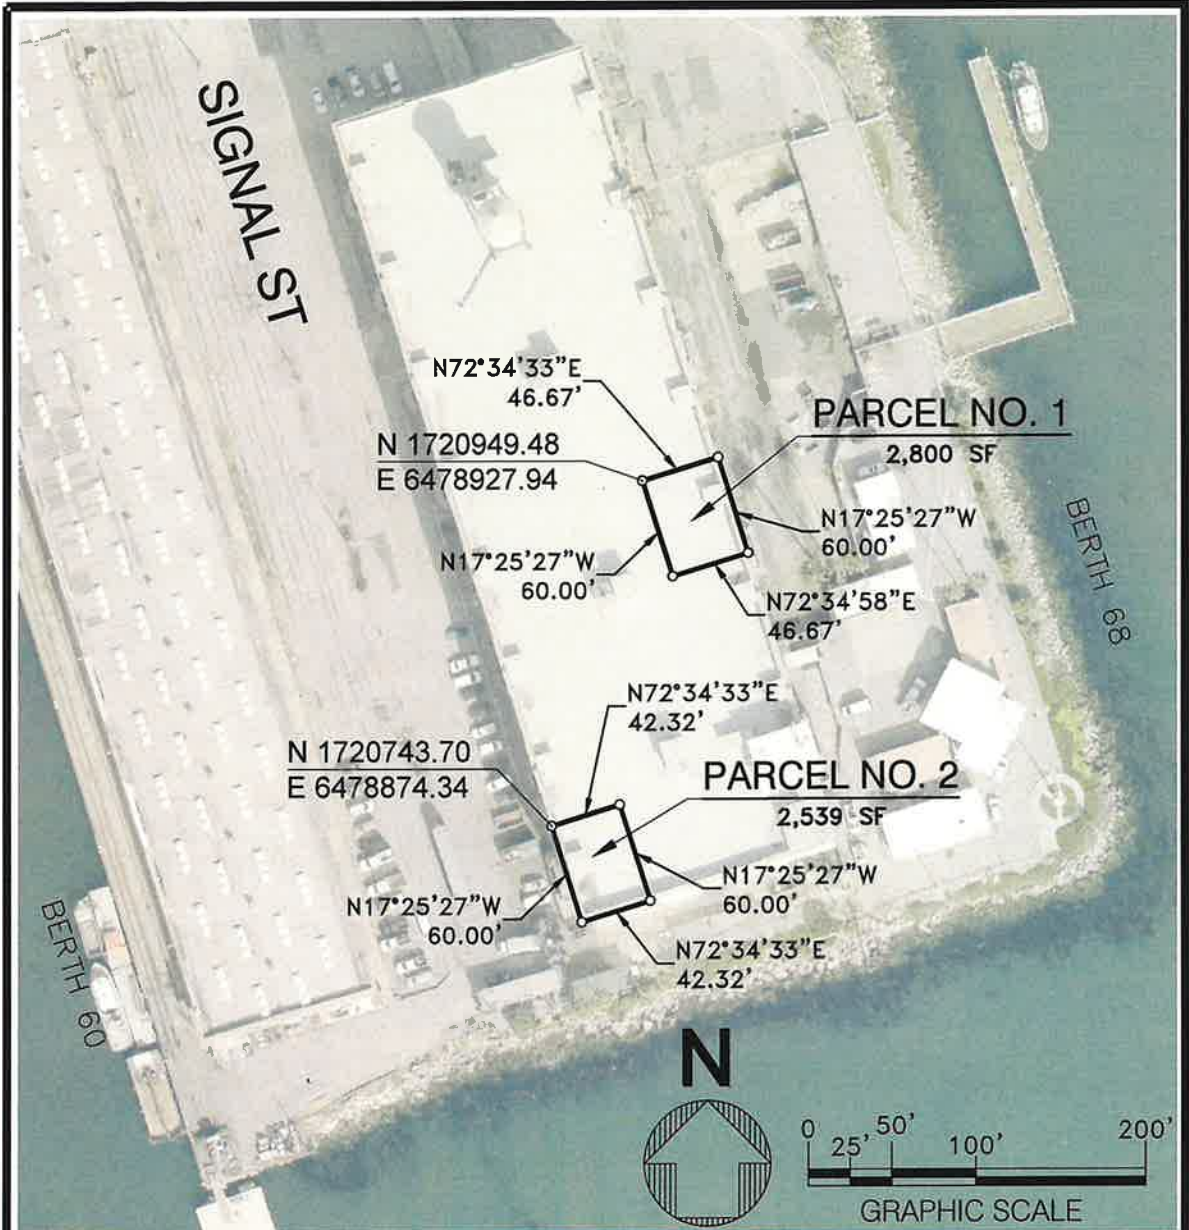 SIGNAL ST
N72°34'33"E
46.67'
PARCEL NO. 1
2,800 SF
N 1720949.48
E 6478927.94
N17°25'27"W
60.00'
N17°25'27"W
60.00'
BERTH 68
N72°34'58"E
46.67'
N72°34'33"E
42.32'
N 1720743.70
E 6478874.34
PARCEL NO. 2
2,539 SF
N17°25'27"W
60.00'
N17°25'27"W
60.00'
BERTH 60
N72°34'33"E
42.32'
N
0 25' 50' 100' 200'
GRAPHIC SCALE